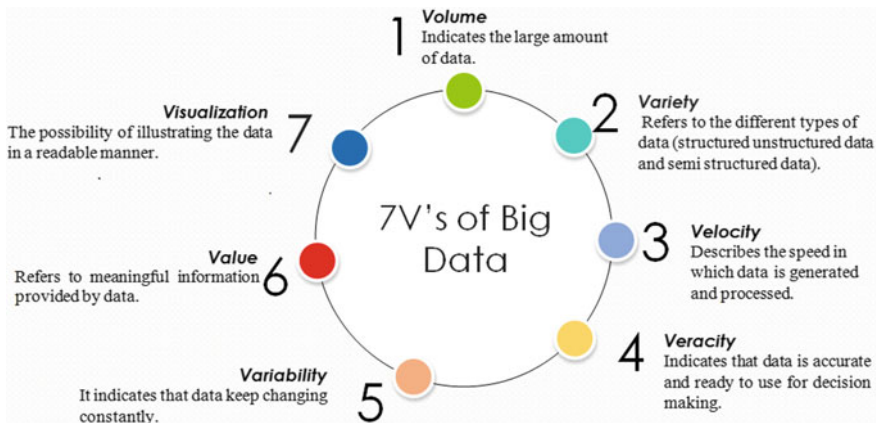 1
Volume
Indicates the large amount
of data.
2
Variety
Refers to the different types of
data (structured unstructured data
and semi structured data).
3
Velocity
Describes the speed in
which data is generated
and processed.
4
Veracity
Indicates that data is accurate
and ready to use for decision
making.
5
Variability
It indicates that data keep changing
constantly.
6
Value
Refers to meaningful information
provided by data.
7
Visualization
The possibility of illustrating the data
in a readable manner.
7V's of Big
Data